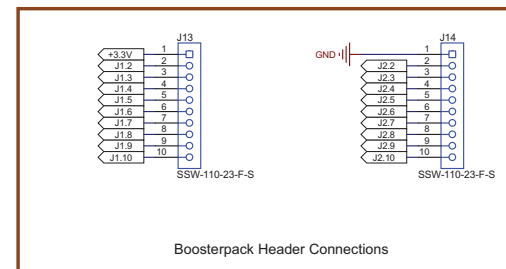 J13
+3.3V 1
J1.2 2
J1.3 3
J1.4 4
J1.5 5
J1.6 6
J1.7 7
J1.8 8
J1.9 9
J1.10 10
SSW-110-23-F-S
J14
GND 1
J2.2 2
J2.3 3
J2.4 4
J2.5 5
J2.6 6
J2.7 7
J2.8 8
J2.9 9
J2.10 10
SSW-110-23-F-S
Boosterpack Header Connections